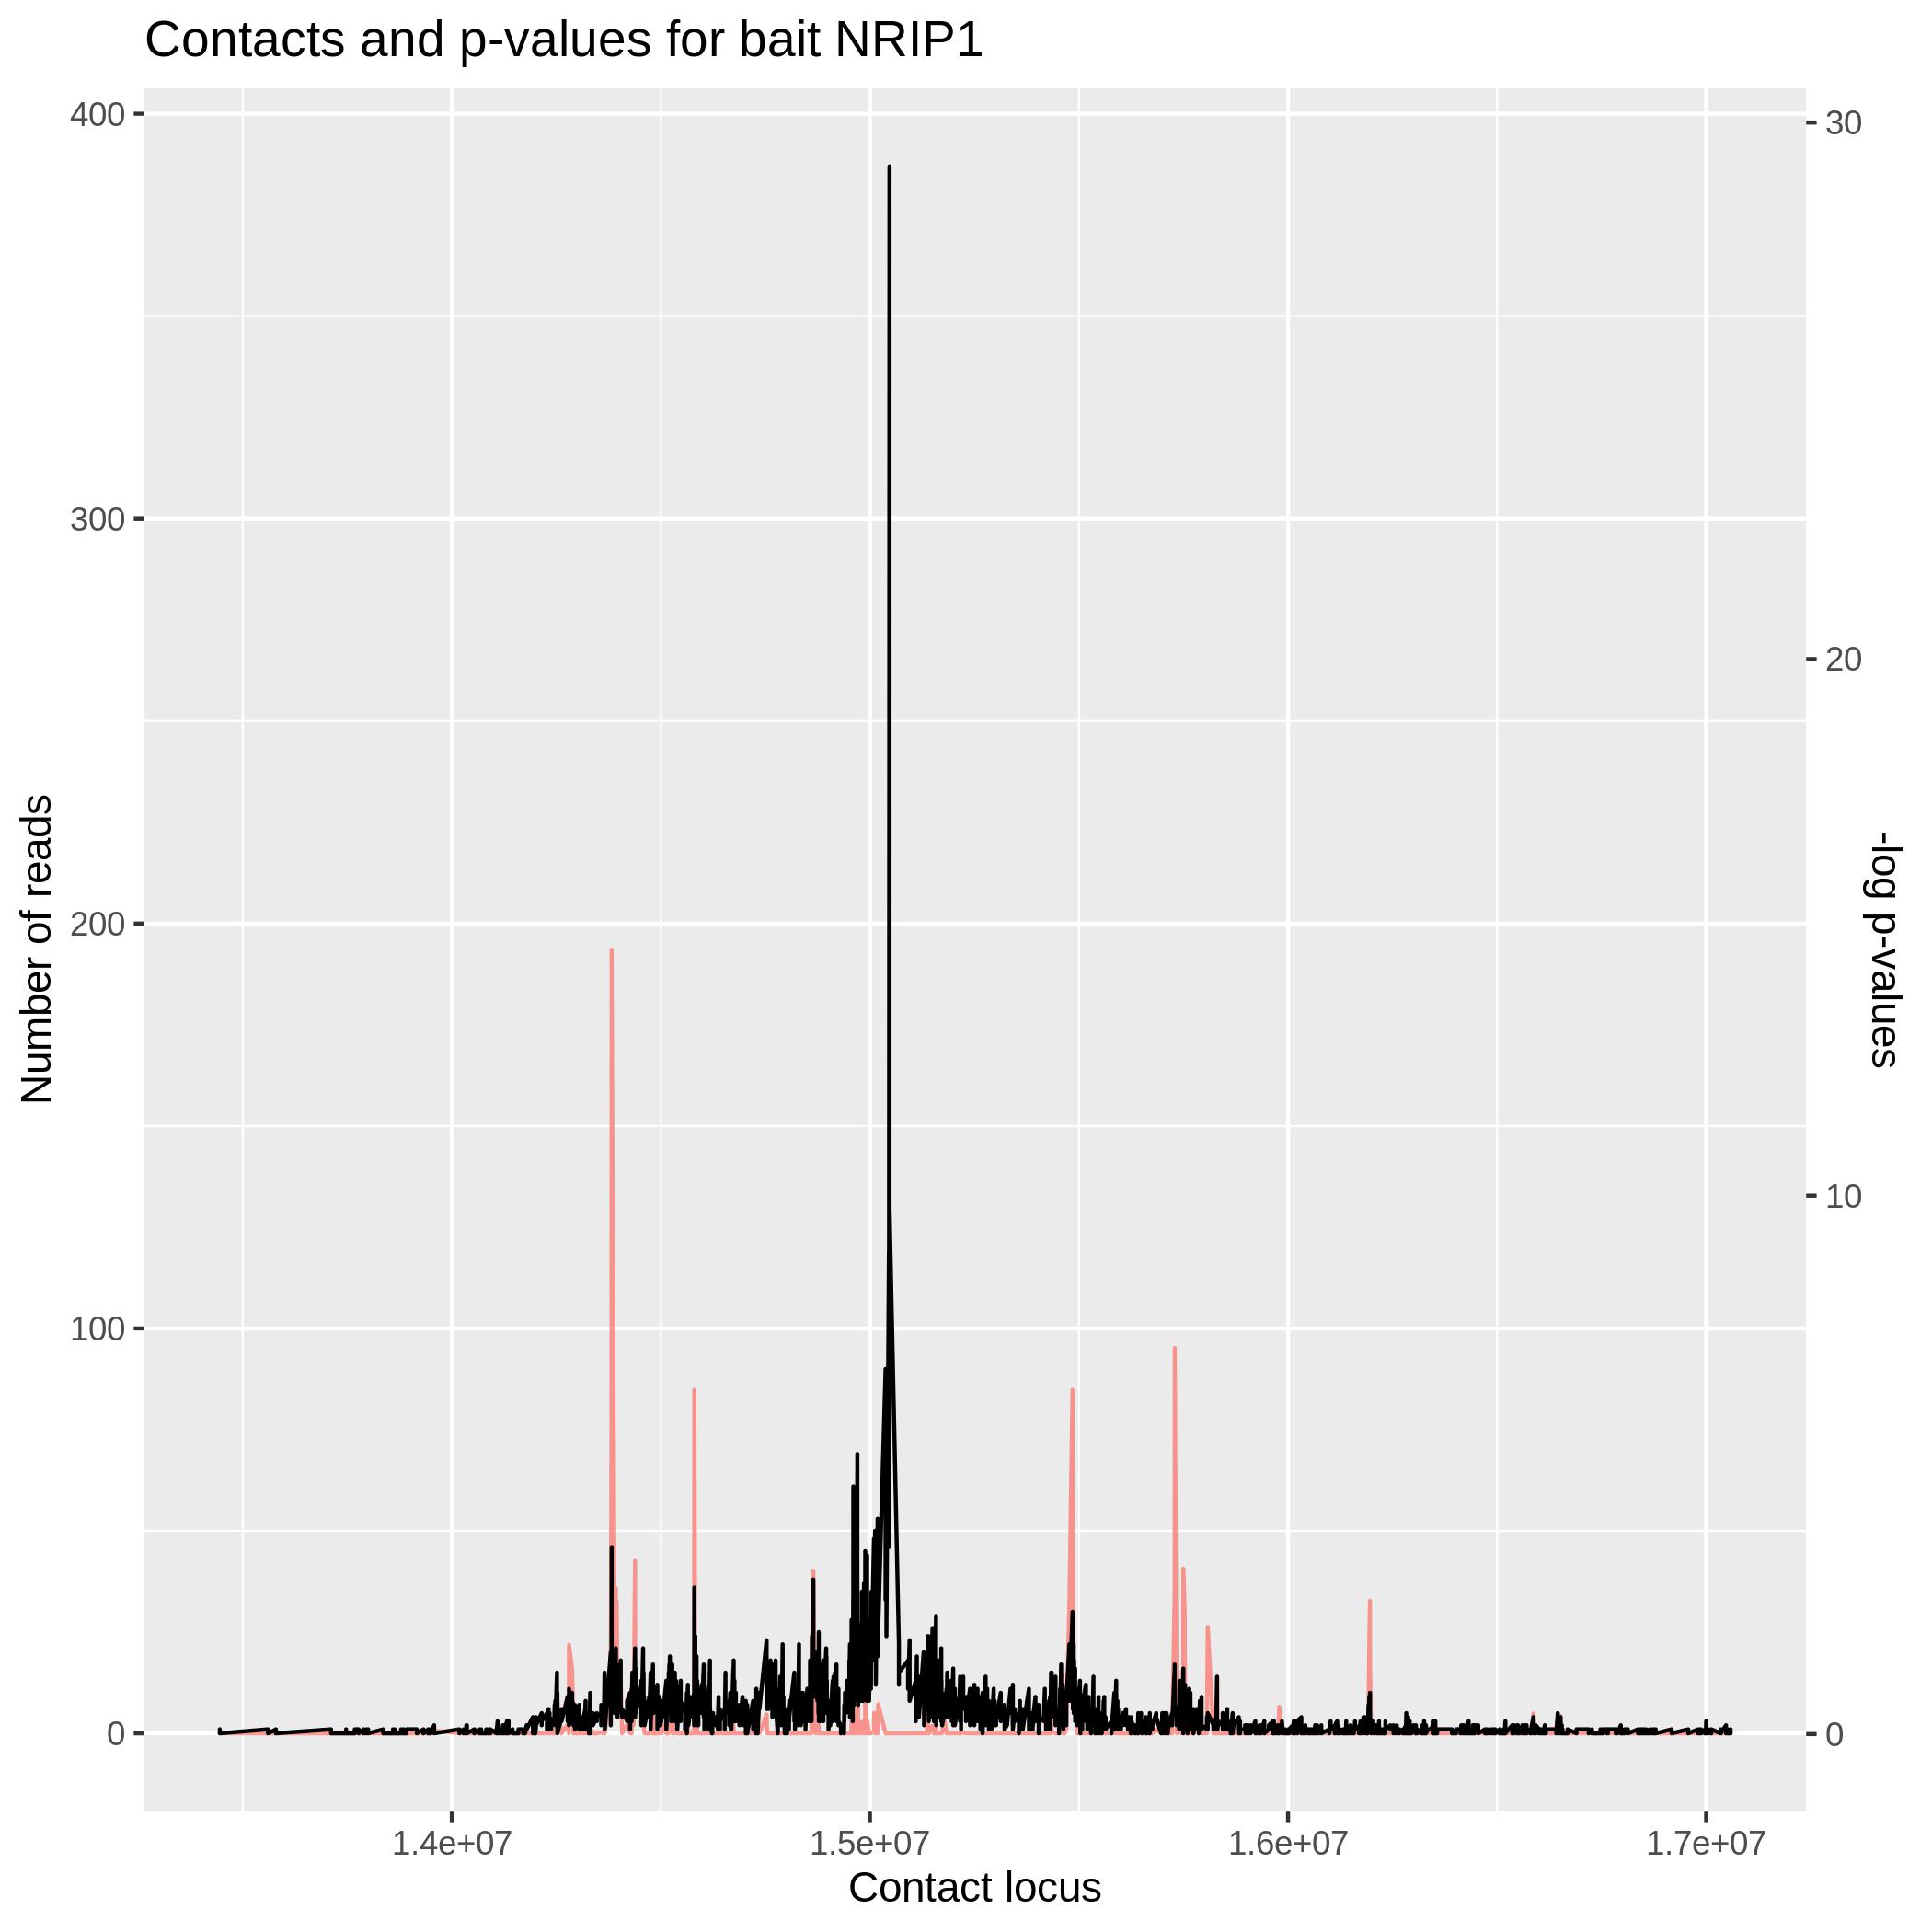 Contacts and p-values for bait NRIP1
400
300
200
100
0
Number of reads
30
20
10
0
-log p-values
1.4e+07
1.5e+07
1.6e+07
1.7e+07
Contact locus